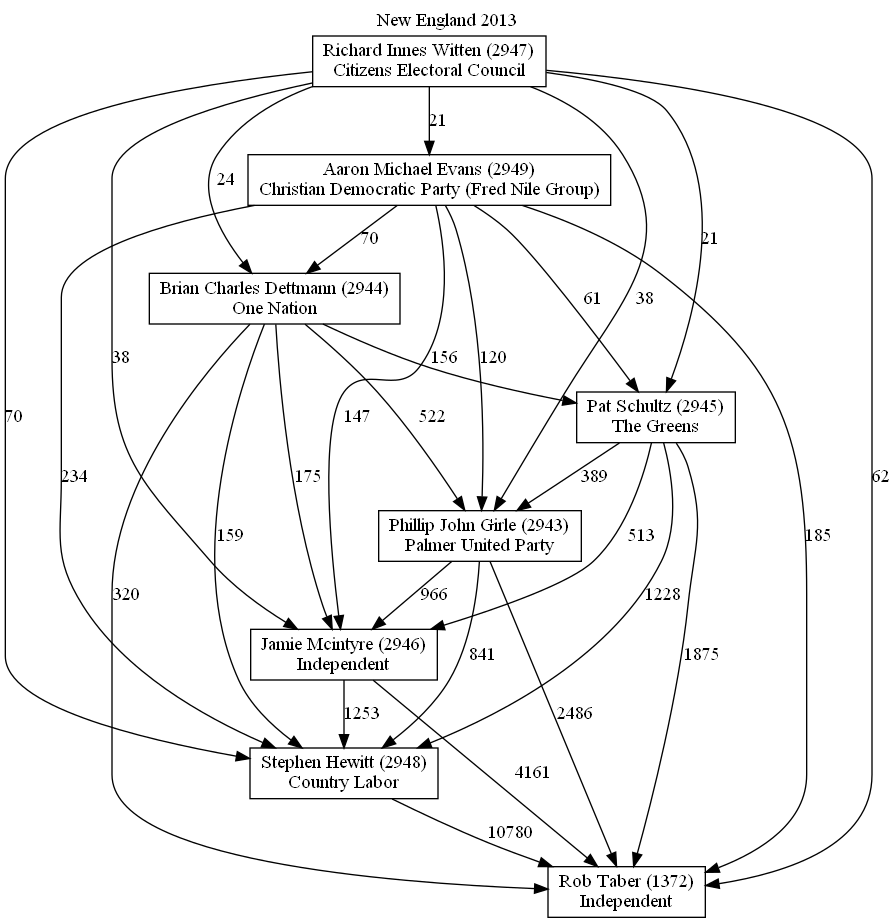 New England 2013
Richard Innes Witten (2947)
Citizens Electoral Council
21
Aaron Michael Evans (2949)
Christian Democratic Party (Fred Nile Group)
24
70
21
Brian Charles Dettmann (2944)
One Nation
61
38
38
156
120
Pat Schultz (2945)
The Greens
70
147
522
234
175
389
62
Phillip John Girle (2943)
Palmer United Party
159
513
185
320
966
1228
Jamie Mcintyre (2946)
Independent
841
1875
1253
2486
Stephen Hewitt (2948)
Country Labor
4161
10780
Rob Taber (1372)
Independent